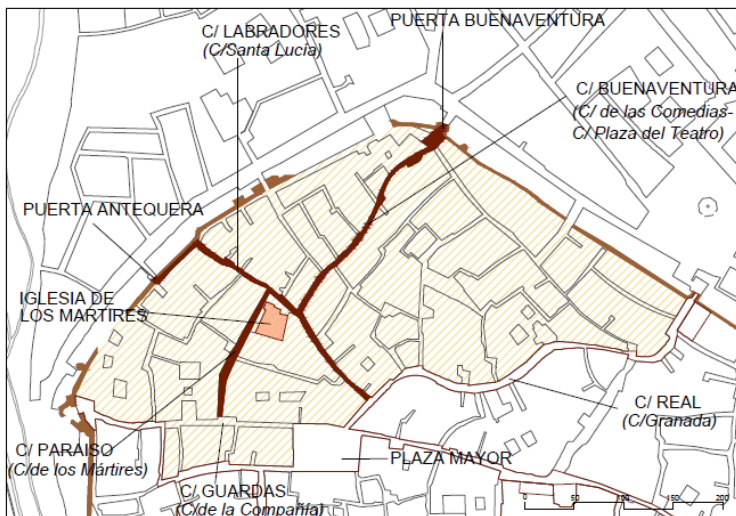 PUERTA BUENAVENTURA
C/ LABRADORES
(C/Santa Lucía)
C/ BUENAVENTURA
(C/ de las Comedias-
C/ Plaza del Teatro)
PUERTA ANTEQUERA
IGLESIA DE
LOS MARTIRES
C/ REAL
(C/Granada)
C/ PARAISO
(C/de los Mártires)
PLAZA MAYOR
C/ GUARDAS
(C/de la Compañía)
0 50 100 150 200